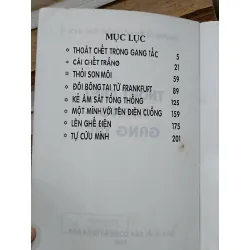 MỤC LỤC
THOÁT CHẾT TRONG GANG TẤC 5
CÁI CHẾT TRẮNG 21
THỎI SON MÔI 59
ĐÔI BÔNG TAI TỪ FRANKFURT 89
KẺ ÁM SÁT TỔNG THỐNG 125
MỘT MÌNH VỚI TÊN ĐIÊN CUỒNG 159
LÊN GHẾ ĐIỆN 175
TỰ CỨU MÌNH 201